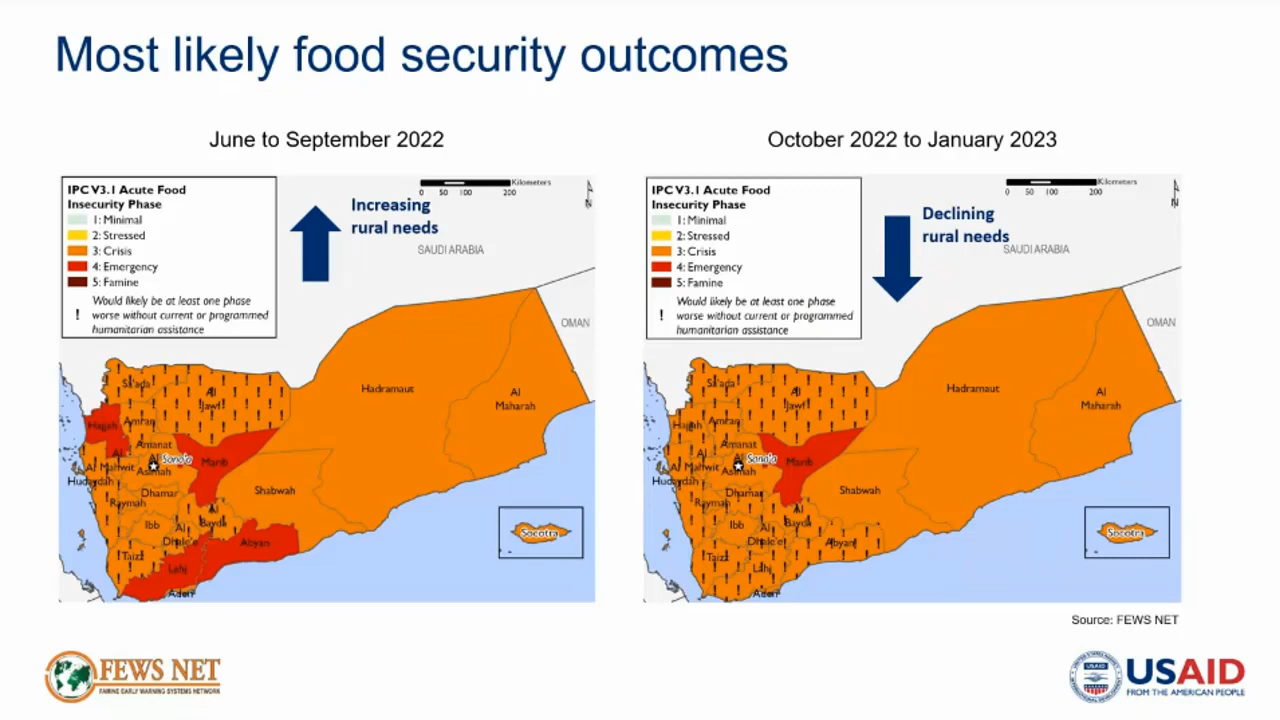 Most likely food security outcomes
June to September 2022
IPC V3.1 Acute Food
Insecurity Phase
1: Minimal
2: Stressed
3: Crisis
4: Emergency
5: Famine
Would likely be at least one phase
! worse without current or programmed
humanitarian assistance
Increasing
rural needs
Kilometers
0 50 100 200
N
SAUDI ARABIA
OMAN
Sa'ada
Al
Jawf
Hadramaut
Al
Maharah
Hajjah
Amran
Amanat
Al
Asimah
Sana'a
Marib
Al
Mahwit
Al
Hudaydah
Dhamar
Raymah
Shabwah
Ibb
Al
Bayda
Al
Dhale'e
Abyan
Taizz
Lahj
Aden
Socotra
October 2022 to January 2023
IPC V3.1 Acute Food
Insecurity Phase
1: Minimal
2: Stressed
3: Crisis
4: Emergency
5: Famine
Would likely be at least one phase
! worse without current or programmed
humanitarian assistance
Declining
rural needs
Kilometers
0 50 100 200
N
SAUDI ARABIA
OMAN
Sa'ada
Al
Jawf
Hadramaut
Al
Maharah
Hajjah
Amran
Amanat
Al
Asimah
Sana'a
Marib
Al
Mahwit
Al
Hudaydah
Dhamar
Raymah
Shabwah
Ibb
Al
Bayda
Al
Dhale'e
Abyan
Taizz
Lahj
Aden
Socotra
Source: FEWS NET
FEWS NET
FAMINE EARLY WARNING SYSTEMS NETWORK
USAID
USAID
FROM THE AMERICAN PEOPLE